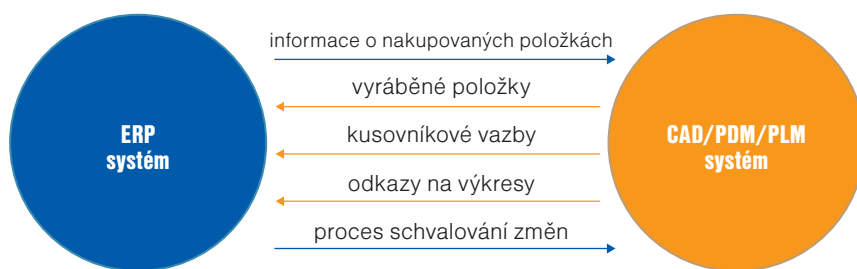 informace o nakupovaných položkách
vyráběné položky
ERP
systém
kusovníkové vazby
CAD/PDM/PLM
systém
odkazy na výkresy
proces schvalování změn